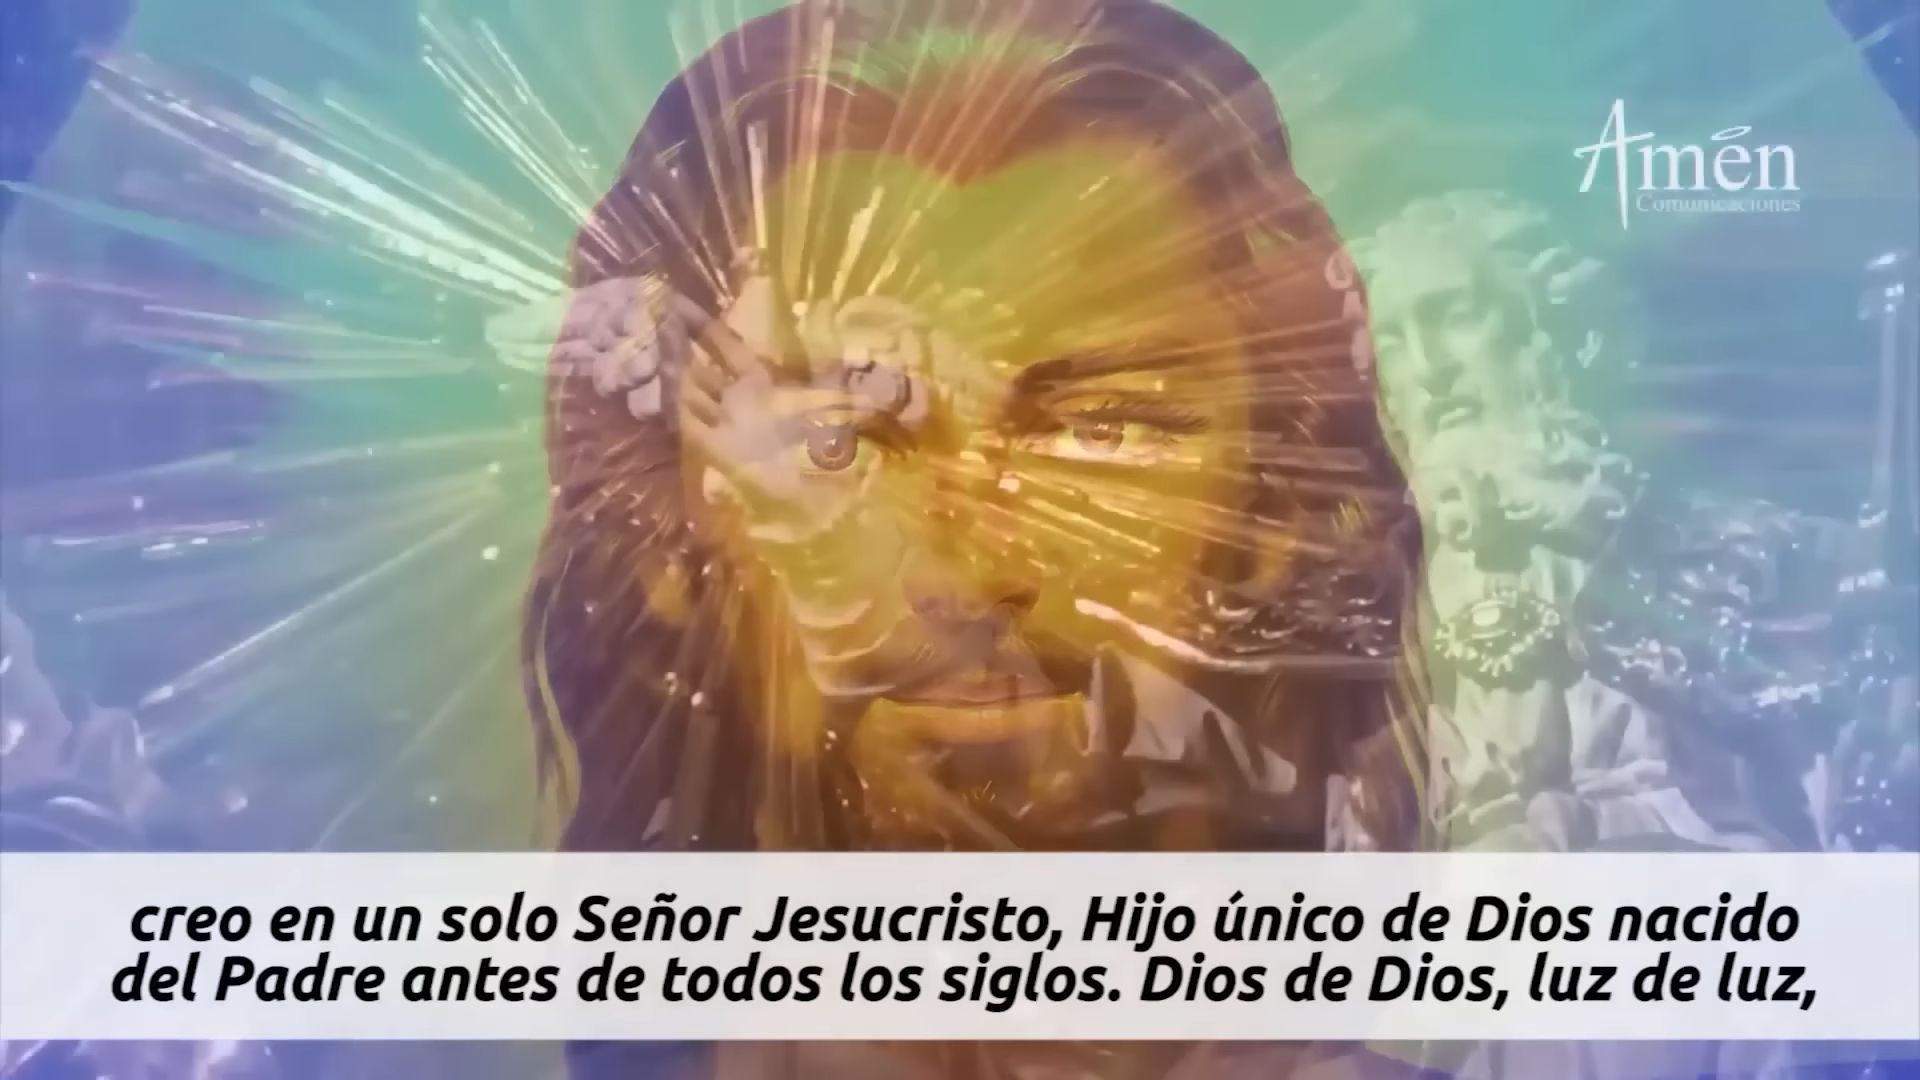 Amén
Comunicaciones
creo en un solo Señor Jesucristo, Hijo único de Dios nacido
del Padre antes de todos los siglos. Dios de Dios, luz de luz,